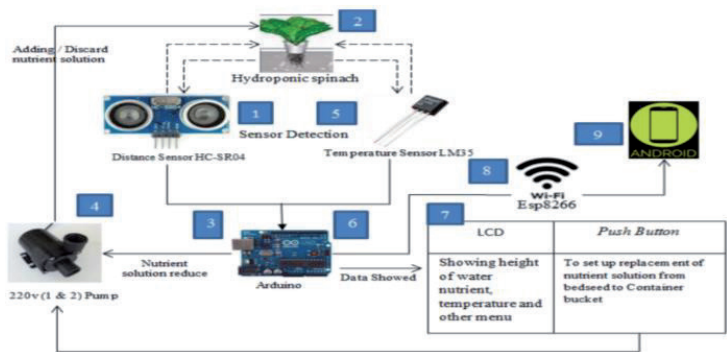 2
Adding / Discard
nutrient solution
Hydroponic spinach
1
5
Sensor Detection
Distance Sensor HC-SR04
Temperature Sensor LM35
9
ANDROID
8
Wi-Fi
Esp8266
4
3
6
7
220v (1 & 2) Pump
Nutrient
solution reduce
Arduino
Data Showed
LCD
Push Button
Showing height
of water
nutrient,
temperature and
other menu
To set up replacement of
nutrient solution from
bedseed to Container
bucket